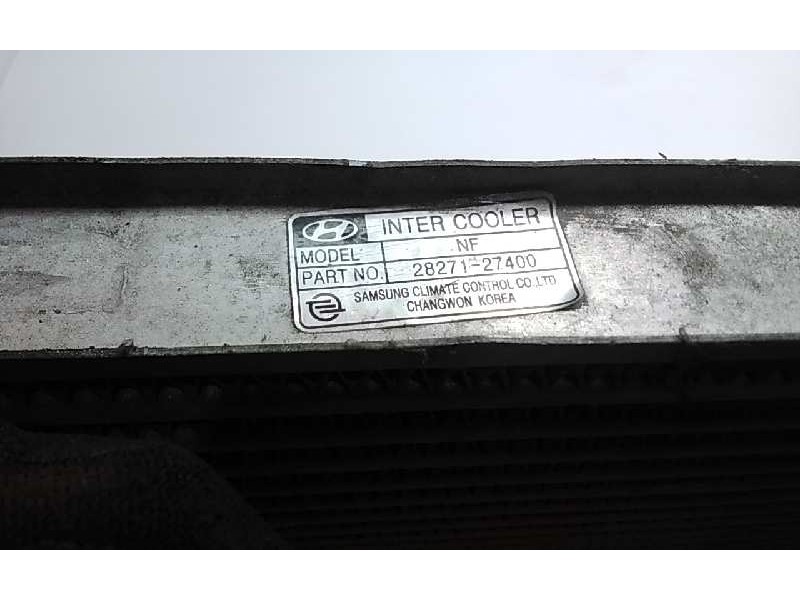 INTER COOLER
MODEL NF
PART NO. 28271-27400
SAMSUNG CLIMATE CONTROL CO.,LTD
CHANGWON KOREA